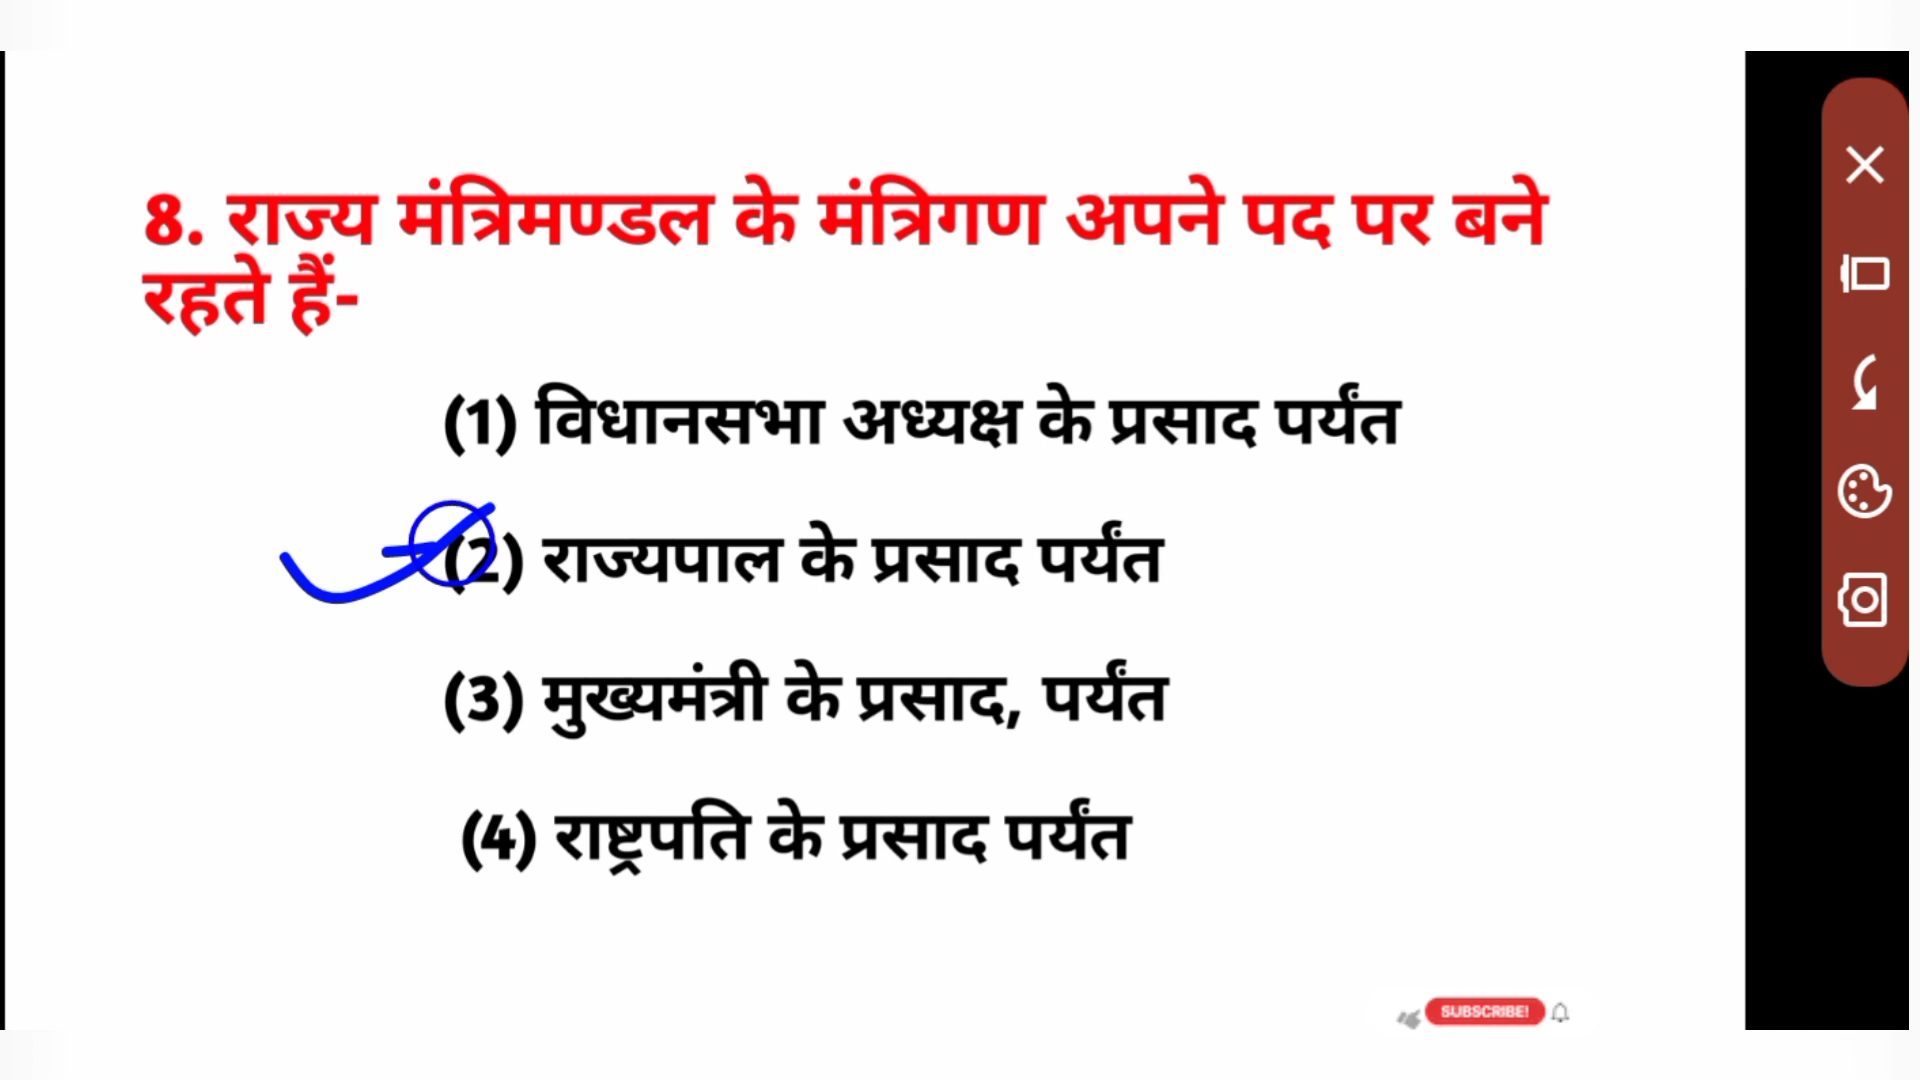 8. राज्य मंत्रिमण्डल के मंत्रिगण अपने पद पर बने
रहते हैं-
(1) विधानसभा अध्यक्ष के प्रसाद पर्यंत
(2) राज्यपाल के प्रसाद पर्यंत
(3) मुख्यमंत्री के प्रसाद, पर्यंत
(4) राष्ट्रपति के प्रसाद पर्यंत
SUBSCRIBE!